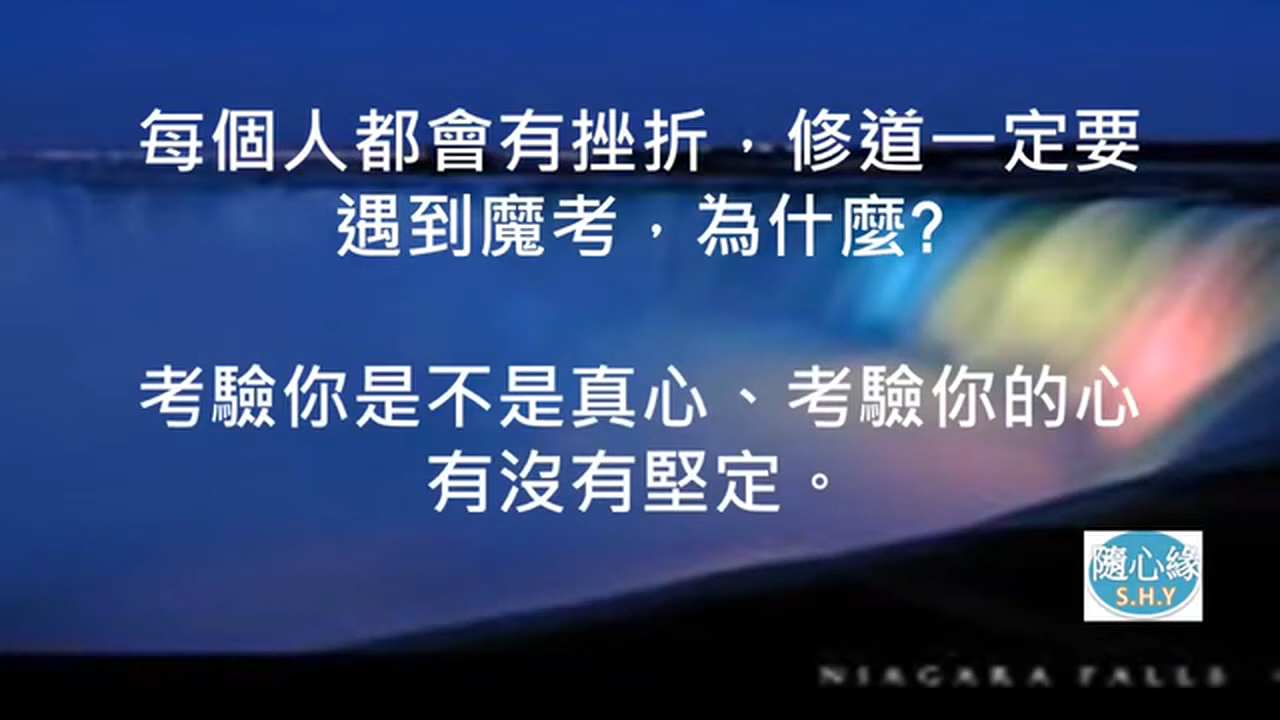 每個人都會有挫折，修道一定要
遇到魔考，為什麼?
考驗你是不是真心、考驗你的心
有沒有堅定。
隨心緣
S.H.Y
NIAGARA FALLS